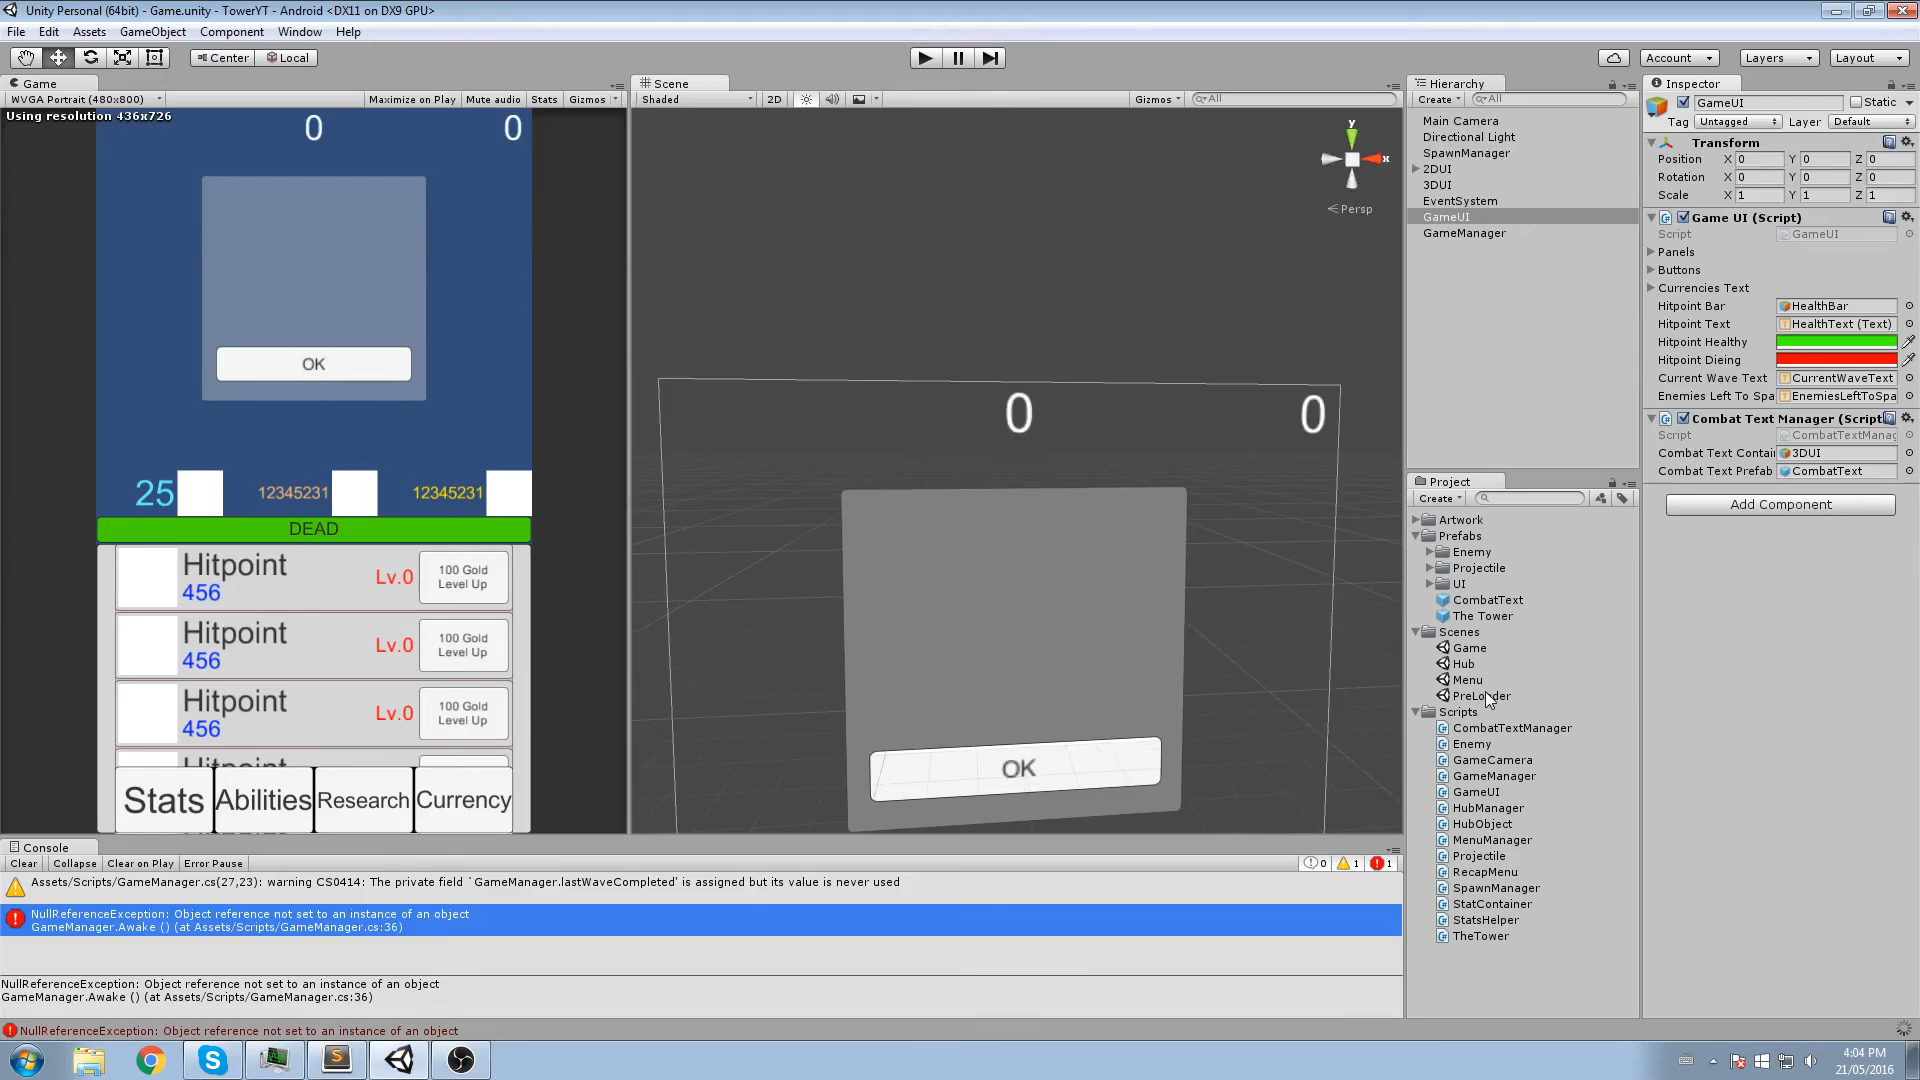 Unity Personal (64bit) - Game.unity - TowerYT - Android <DX11 on DX9 GPU>
File Edit Assets GameObject Component Window Help
Center Local
Account Layers Layout
Game
WVGA Portrait (480x800) Maximize on Play Mute audio Stats Gizmos
Using resolution 436x726
0 0
OK
25 12345231 12345231
DEAD
Hitpoint
456
Lv.0
100 Gold
Level Up
Hitpoint
456
Lv.0
100 Gold
Level Up
Hitpoint
456
Lv.0
100 Gold
Level Up
Stats Abilities Research Currency
Scene
Shaded 2D Gizmos All
y
x
Persp
0 0
OK
Hierarchy
Create All
Main Camera
Directional Light
SpawnManager
2DUI
3DUI
EventSystem
GameUI
GameManager
Project
Create
Artwork
Prefabs
Enemy
Projectile
UI
CombatText
The Tower
Scenes
Game
Hub
Menu
PreLoader
Scripts
CombatTextManager
Enemy
GameCamera
GameManager
GameUI
HubManager
HubObject
MenuManager
Projectile
RecapMenu
SpawnManager
StatContainer
StatsHelper
TheTower
Inspector
GameUI Static
Tag Untagged Layer Default
Transform
Position X 0 Y 0 Z 0
Rotation X 0 Y 0 Z 0
Scale X 1 Y 1 Z 1
Game UI (Script)
Script GameUI
Panels
Buttons
Currencies Text
Hitpoint Bar HealthBar
Hitpoint Text HealthText (Text)
Hitpoint Healthy
Hitpoint Dieing
Current Wave Text CurrentWaveText
Enemies Left To Spa EnemiesLeftToSpa
Combat Text Manager (Script
Script CombatTextManag
Combat Text Contai 3DUI
Combat Text Prefab CombatText
Add Component
Console
Clear Collapse Clear on Play Error Pause 0 1 1
Assets/Scripts/GameManager.cs(27,23): warning CS0414: The private field `GameManager.lastWaveCompleted' is assigned but its value is never used
NullReferenceException: Object reference not set to an instance of an object
GameManager.Awake () (at Assets/Scripts/GameManager.cs:36)
NullReferenceException: Object reference not set to an instance of an object
GameManager.Awake () (at Assets/Scripts/GameManager.cs:36)
NullReferenceException: Object reference not set to an instance of an object
4:04 PM
21/05/2016